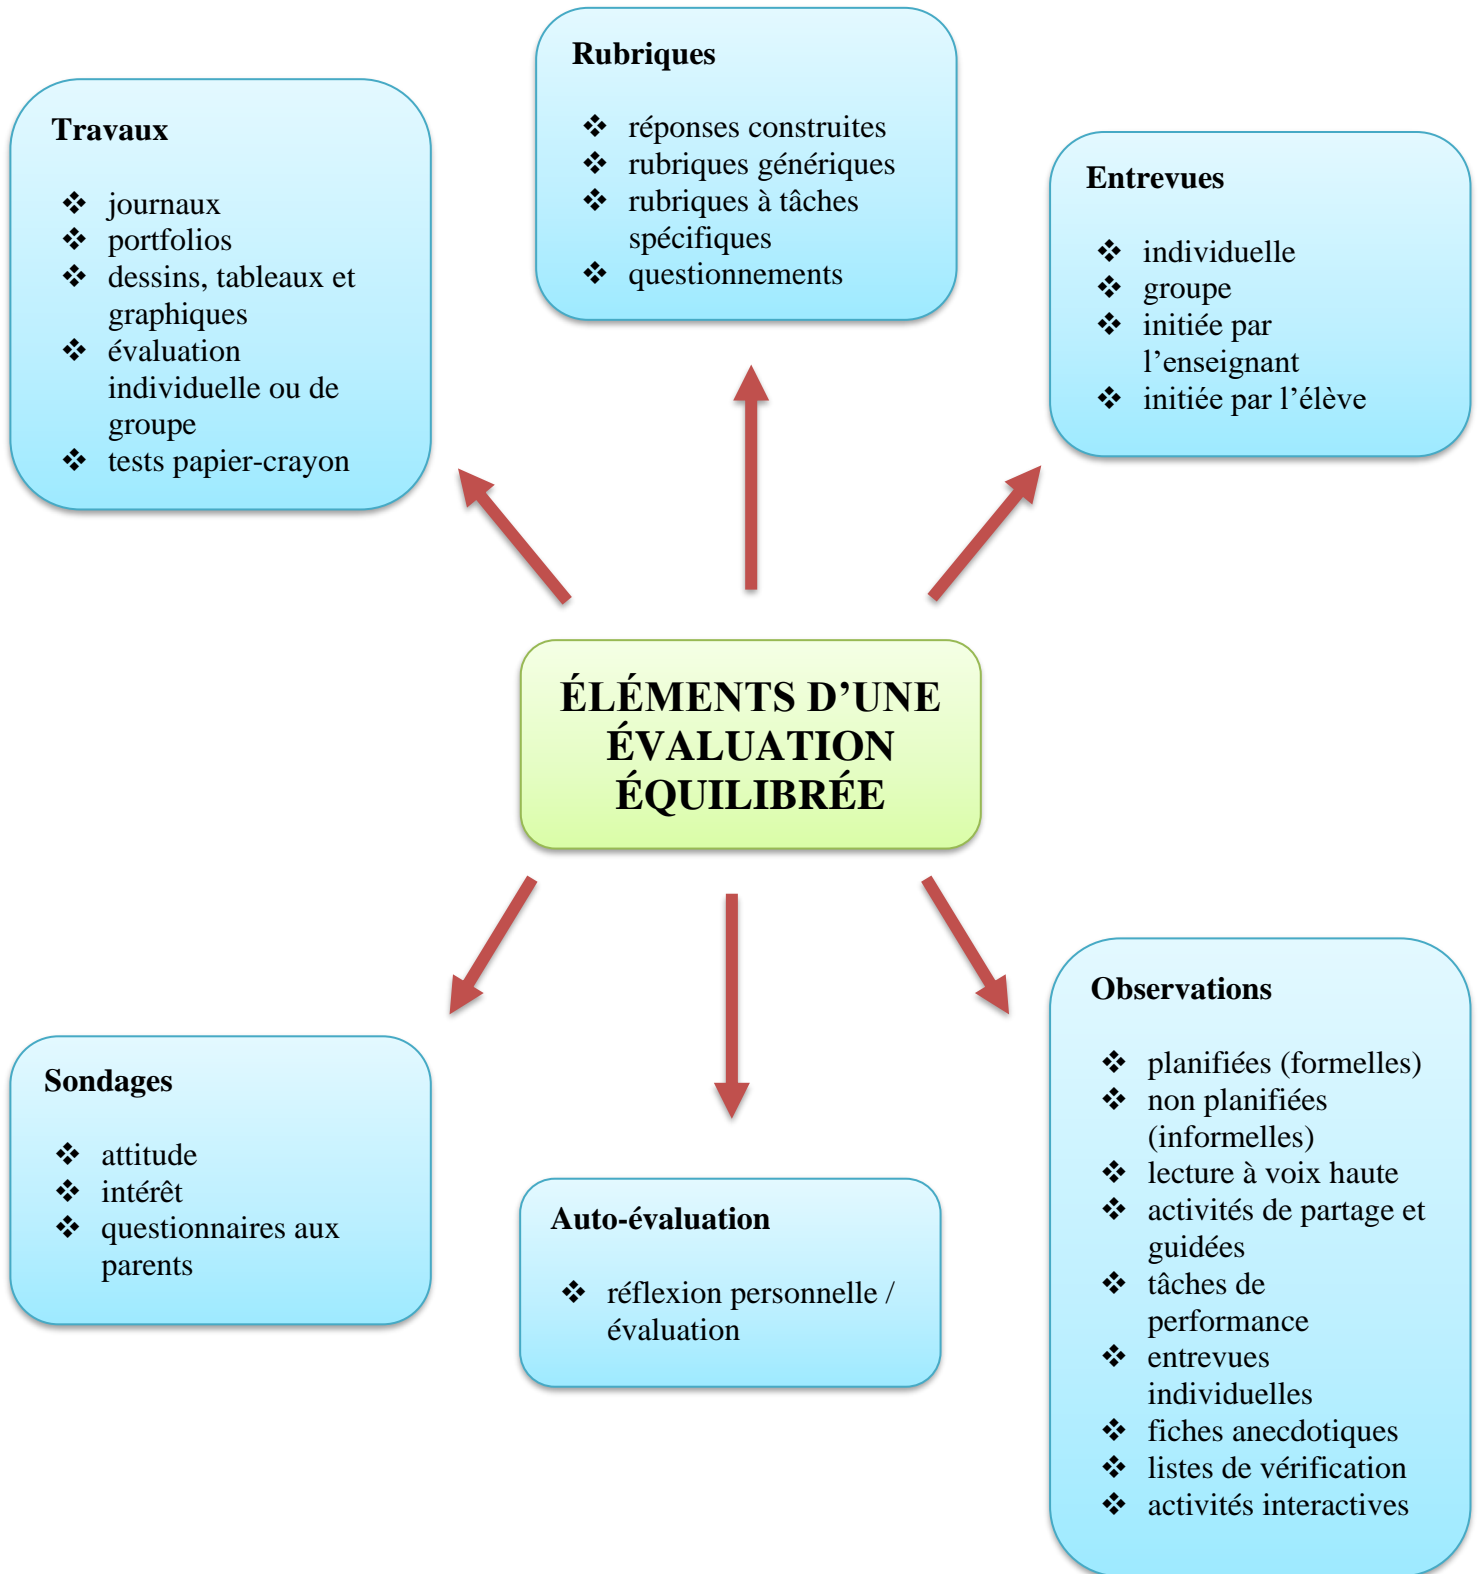 Travaux
❖ journaux
❖ portfolios
❖ dessins, tableaux et
graphiques
❖ évaluation
individuelle ou de
groupe
❖ tests papier-crayon
Rubriques
❖ réponses construites
❖ rubriques génériques
❖ rubriques à tâches
spécifiques
❖ questionnements
Entrevues
❖ individuelle
❖ groupe
❖ initiée par
l’enseignant
❖ initiée par l’élève
ÉLÉMENTS D’UNE
ÉVALUATION
ÉQUILIBRÉE
Sondages
❖ attitude
❖ intérêt
❖ questionnaires aux
parents
Auto-évaluation
❖ réflexion personnelle /
évaluation
Observations
❖ planifiées (formelles)
❖ non planifiées
(informelles)
❖ lecture à voix haute
❖ activités de partage et
guidées
❖ tâches de
performance
❖ entrevues
individuelles
❖ fiches anecdotiques
❖ listes de vérification
❖ activités interactives